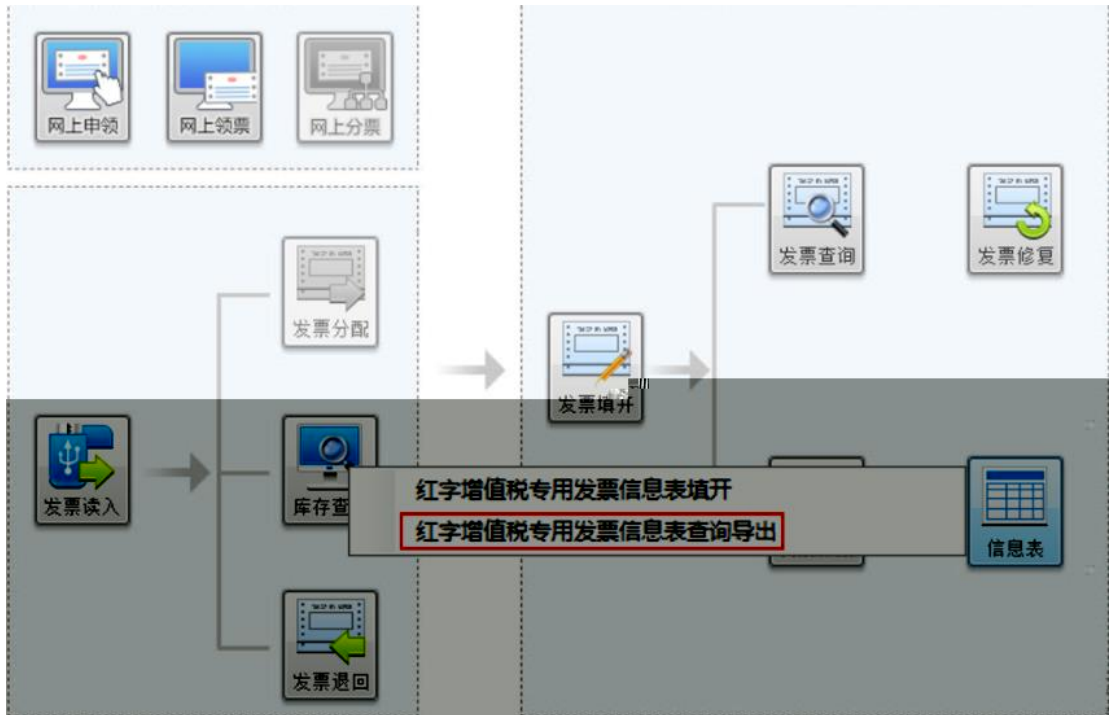 网上申领
网上领票
网上分票
发票查询
发票修复
发票分配
发票填开
发票读入
库存查
红字增值税专用发票信息表填开
红字增值税专用发票信息表查询导出
信息表
发票退回